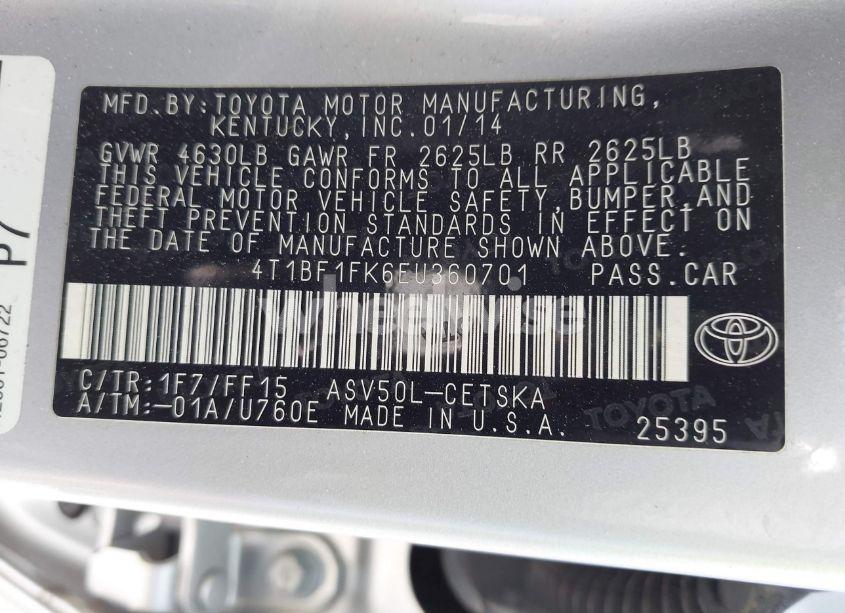 MFD.BY:TOYOTA MOTOR MANUFACTURING,
KENTUCKY,INC.01/14
GVWR 4630LB GAWR FR 2625LB RR 2625LB
THIS VEHICLE CONFORMS TO ALL APPLICABLE
FEDERAL MOTOR VEHICLE SAFETY,BUMPER,AND
THEFT PREVENTION STANDARDS IN EFFECT ON
THE DATE OF MANUFACTURE SHOWN ABOVE.
4T1BF1FK6EU360701 PASS.CAR
C/TR:1F7/FF15 ASV50L-CETSKA
A/TM:-01A/U760E MADE IN U.S.A. 25395
TOYOTA
P7